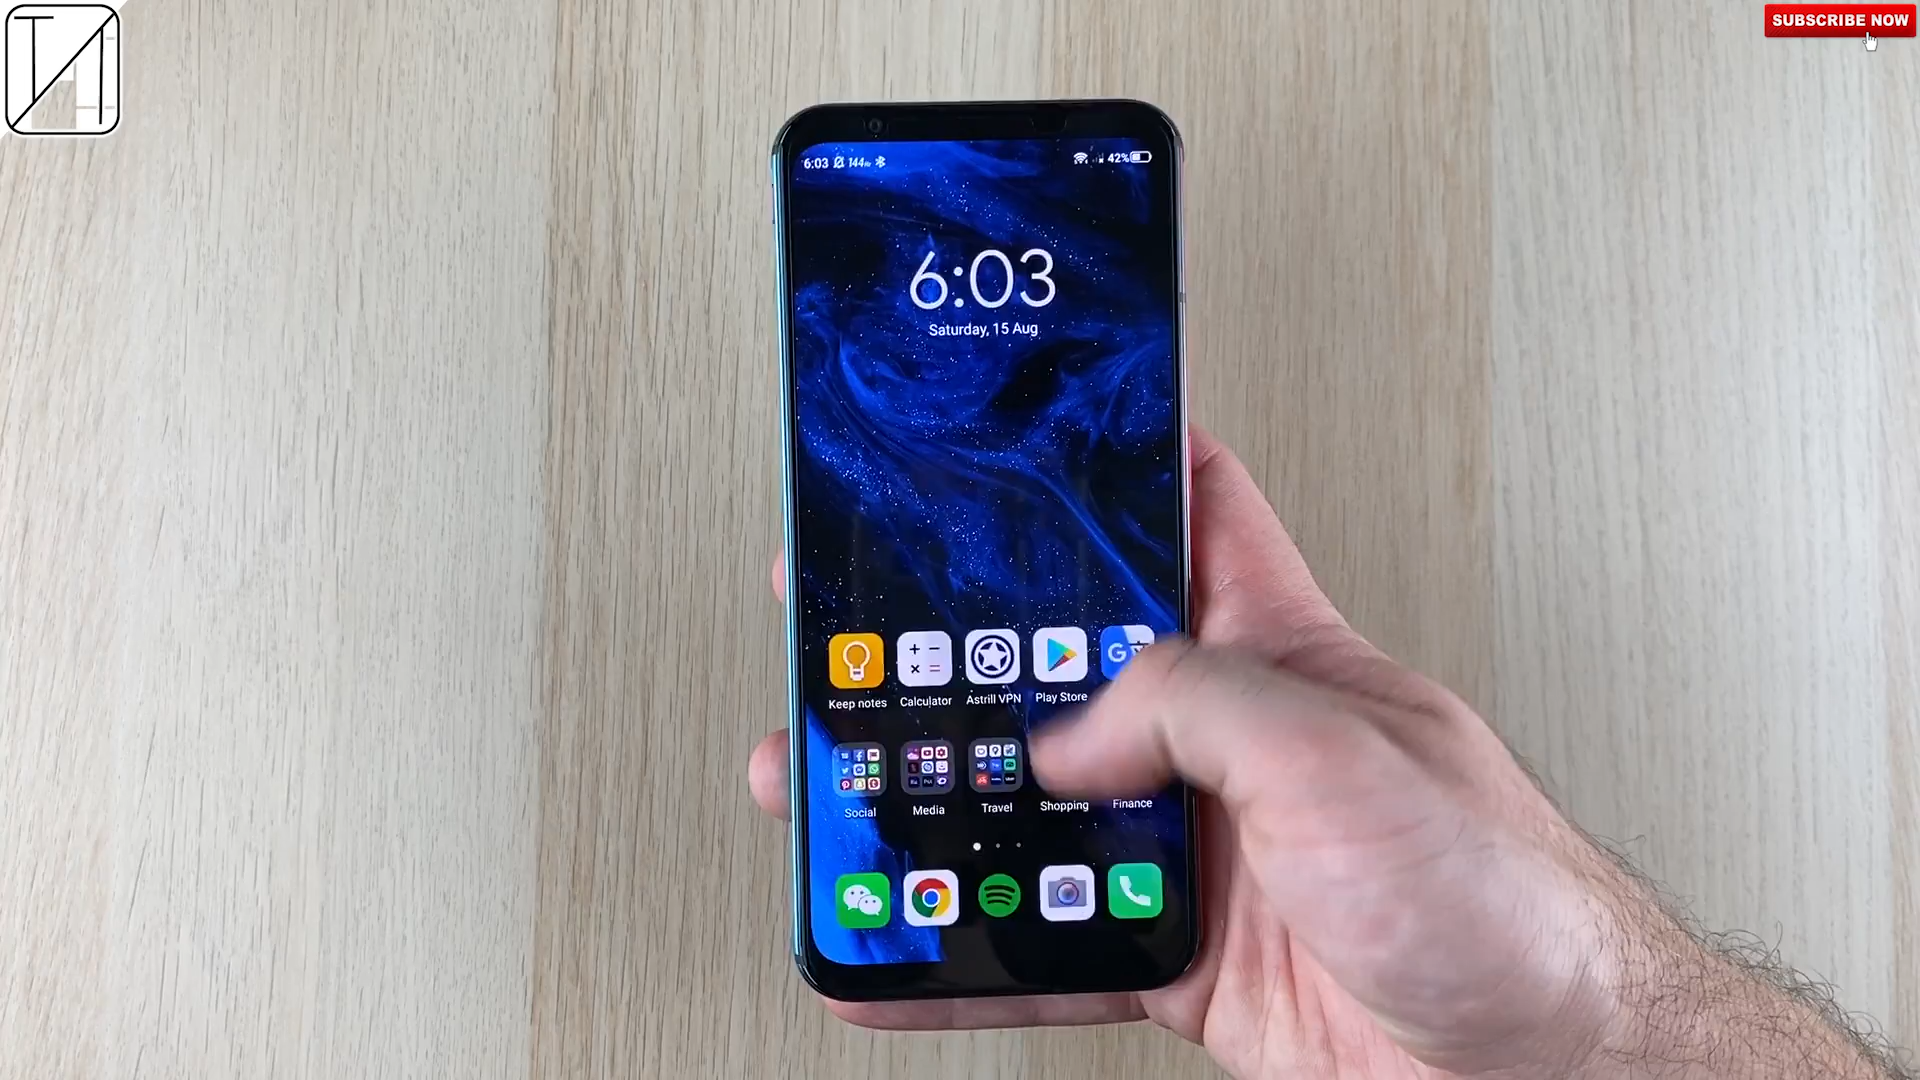 SUBSCRIBE NOW
6:03 144Hz 42%
6:03
Saturday, 15 Aug
Keep notes Calculator Astrill VPN Play Store
Social Media Travel Shopping Finance